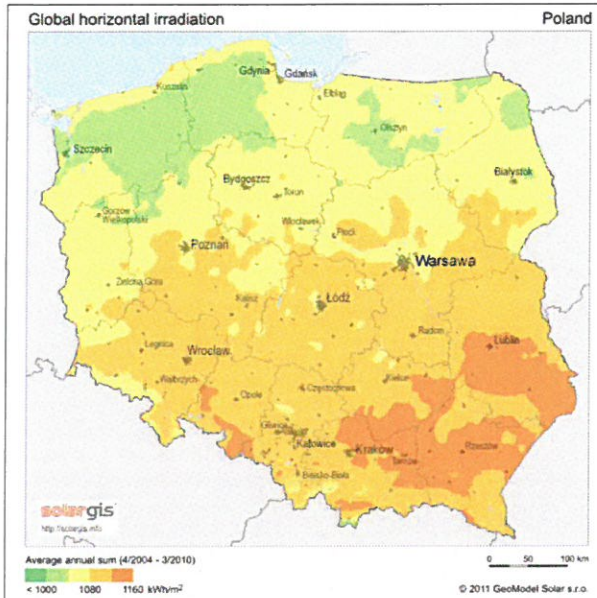 Global horizontal irradiation Poland
Gdynia
Gdańsk
Koszalin
Elbląg
Olsztyn
Szczecin
Białystok
Bydgoszcz
Toruń
Gorzów
Wielkopolski
Włocławek
Płock
Poznań
Warsawa
Zielona Góra
Kalisz
Łódź
Radom
Legnica
Lublin
Wrocław
Wałbrzych
Częstochowa
Kielce
Opole
Gliwice
Katowice
Kraków
Tarnów
Rzeszów
Bielsko-Biała
solargis
http://solargis.info
Average annual sum (4/2004 - 3/2010)
0 50 100 km
< 1000 1080 1160 kWh/m²
© 2011 GeoModel Solar s.r.o.